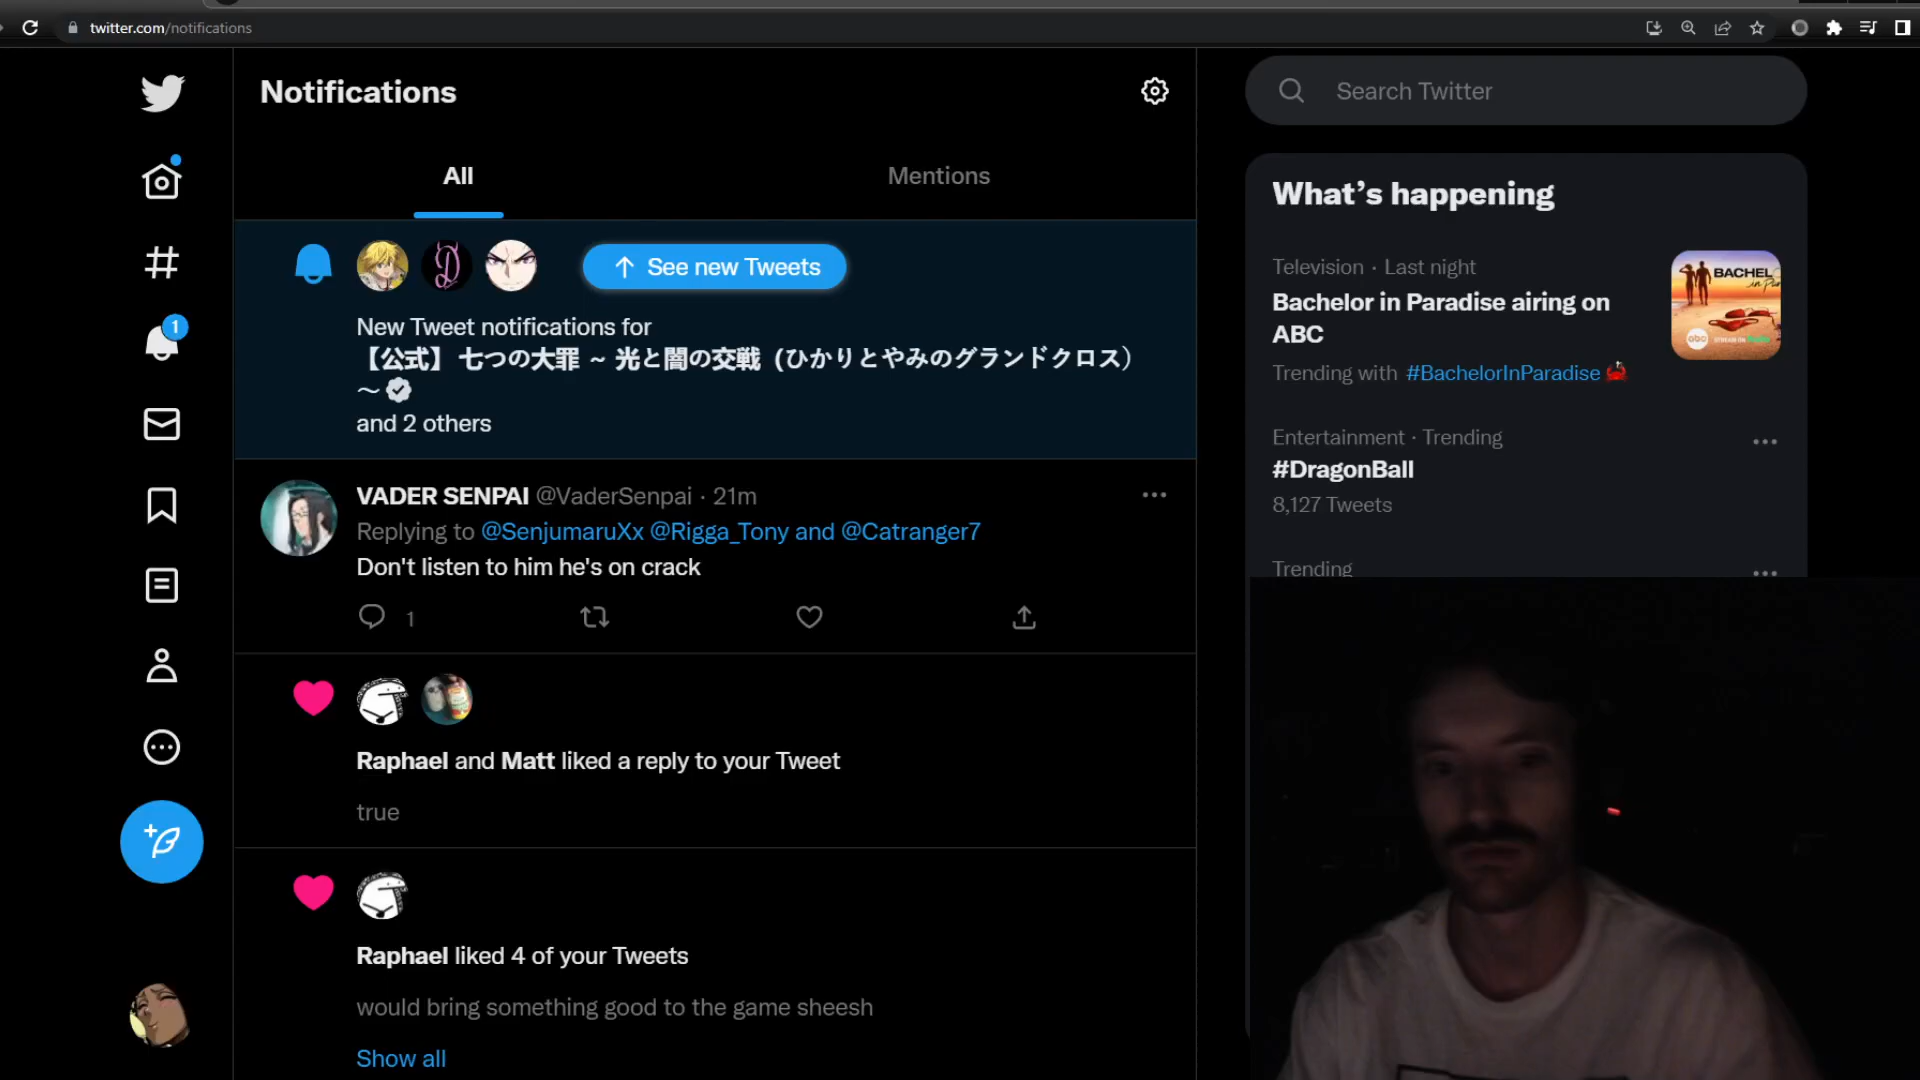 twitter.com/notifications
Notifications
All
Mentions
See new Tweets
New Tweet notifications for
【公式】 七つの大罪 ~ 光と闇の交戦（ひかりとやみのグランドクロス）
～
and 2 others
VADER SENPAI @VaderSenpai · 21m
Replying to @SenjumaruXx @Rigga_Tony and @Catranger7
Don't listen to him he's on crack
1
Raphael and Matt liked a reply to your Tweet
true
Raphael liked 4 of your Tweets
would bring something good to the game sheesh
Show all
1
Search Twitter
What's happening
Television · Last night
Bachelor in Paradise airing on
ABC
Trending with #BachelorInParadise
BACHEL
in Par
abc
Entertainment · Trending
#DragonBall
8,127 Tweets
Trending